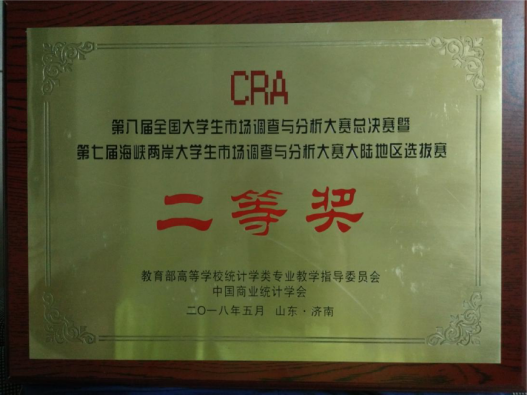 CRA
第八届全国大学生市场调查与分析大赛总决赛暨
第七届海峡两岸大学生市场调查与分析大赛大陆地区选拔赛
二等奖
教育部高等学校统计学类专业教学指导委员会
中国商业统计学会
二〇一八年五月 山东·济南